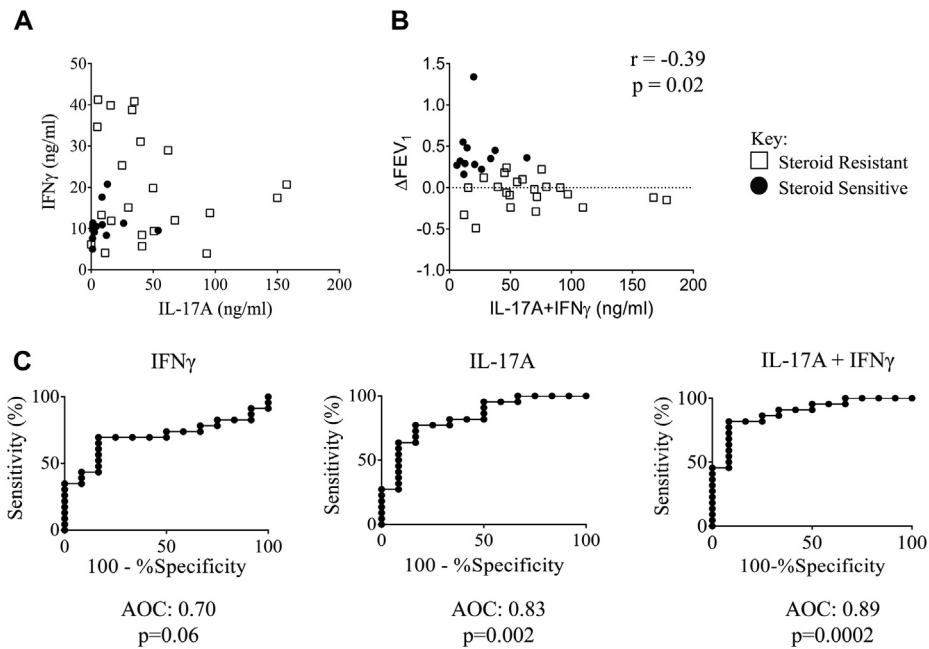 A
IFNγ (ng/ml)
50
40
30
20
10
0
0 50 100 150 200
IL-17A (ng/ml)
B
r = -0.39
p = 0.02
ΔFEV1
1.5
1.0
0.5
0.0
-0.5
-1.0
0 50 100 150 200
IL-17A+IFNγ (ng/ml)
Key:
Steroid Resistant
Steroid Sensitive
C
IFNγ
Sensitivity (%)
100
50
0
0 50 100
100 - %Specificity
AOC: 0.70
p=0.06
IL-17A
Sensitivity (%)
100
50
0
0 50 100
100 - %Specificity
AOC: 0.83
p=0.002
IL-17A + IFNγ
Sensitivity (%)
100
50
0
0 50 100
100-%Specificity
AOC: 0.89
p=0.0002